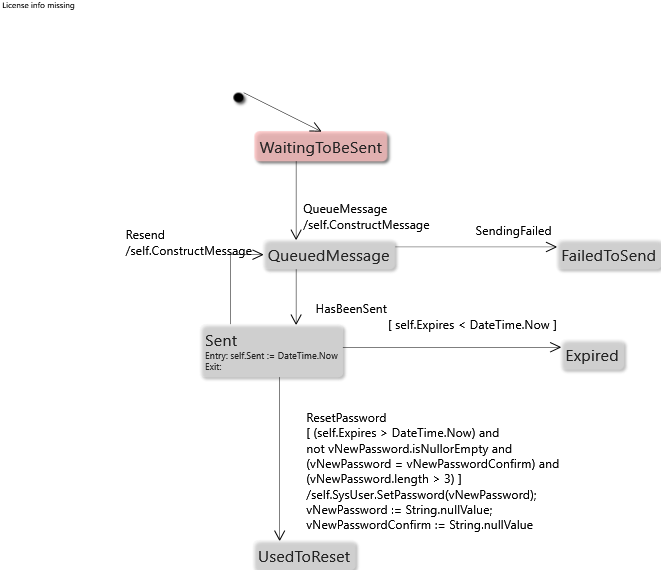 License info missing
WaitingToBeSent
QueueMessage
/self.ConstructMessage
Resend
/self.ConstructMessage
QueuedMessage
SendingFailed
FailedToSend
HasBeenSent
[ self.Expires < DateTime.Now ]
Sent
Entry: self.Sent := DateTime.Now
Exit:
Expired
ResetPassword
[ (self.Expires > DateTime.Now) and
not vNewPassword.isNullorEmpty and
(vNewPassword = vNewPasswordConfirm) and
(vNewPassword.length > 3) ]
/self.SysUser.SetPassword(vNewPassword);
vNewPassword := String.nullValue;
vNewPasswordConfirm := String.nullValue
UsedToReset